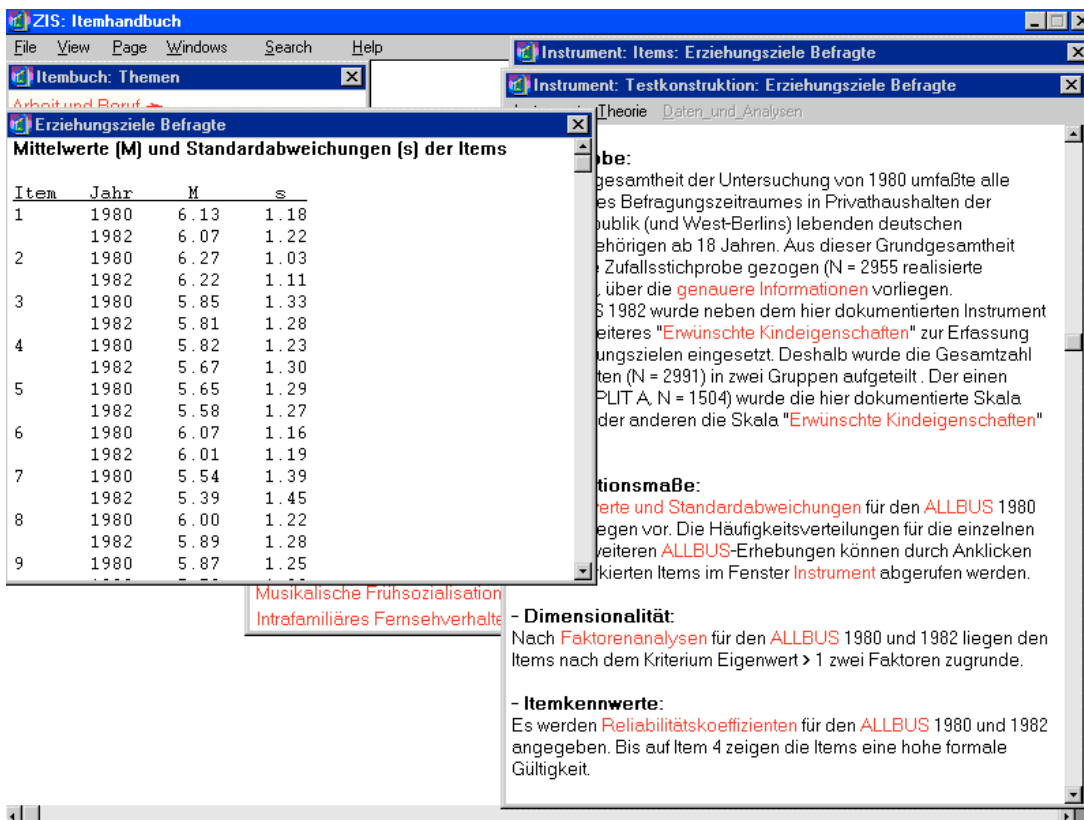 ZIS: Itemhandbuch
File View Page Windows Search Help
Itembuch: Themen
Arbeit und Beruf
Erziehungsziele Befragte
Mittelwerte (M) und Standardabweichungen (s) der Items
Item Jahr M s
1 1980 6.13 1.18
1982 6.07 1.22
2 1980 6.27 1.03
1982 6.22 1.11
3 1980 5.85 1.33
1982 5.81 1.28
4 1980 5.82 1.23
1982 5.67 1.30
5 1980 5.65 1.29
1982 5.58 1.27
6 1980 6.07 1.16
1982 6.01 1.19
7 1980 5.54 1.39
1982 5.39 1.45
8 1980 6.00 1.22
1982 5.89 1.28
9 1980 5.87 1.25
Musikalische Frühsozialisation
Intrafamiliäres Fernsehverhalte
Instrument: Items: Erziehungsziele Befragte
Instrument: Testkonstruktion: Erziehungsziele Befragte
Theorie Daten_und_Analysen
obe:
gesamtheit der Untersuchung von 1980 umfaßte alle
es Befragungszeitraumes in Privathaushalten der
publik (und West-Berlins) lebenden deutschen
ehörigen ab 18 Jahren. Aus dieser Grundgesamtheit
Zufallsstichprobe gezogen (N = 2955 realisierte
, über die genauere Informationen vorliegen.
S 1982 wurde neben dem hier dokumentierten Instrument
eiteres "Erwünschte Kindeigenschaften" zur Erfassung
ungszielen eingesetzt. Deshalb wurde die Gesamtzahl
ten (N = 2991) in zwei Gruppen aufgeteilt . Der einen
PLIT A, N = 1504) wurde die hier dokumentierte Skala
der anderen die Skala "Erwünschte Kindeigenschaften"
tionsmaße:
erte und Standardabweichungen für den ALLBUS 1980
egen vor. Die Häufigkeitsverteilungen für die einzelnen
weiteren ALLBUS-Erhebungen können durch Anklicken
kierten Items im Fenster Instrument abgerufen werden.
- Dimensionalität:
Nach Faktorenanalysen für den ALLBUS 1980 und 1982 liegen den
Items nach dem Kriterium Eigenwert > 1 zwei Faktoren zugrunde.
- Itemkennwerte:
Es werden Reliabilitätskoeffizienten für den ALLBUS 1980 und 1982
angegeben. Bis auf Item 4 zeigen die Items eine hohe formale
Gültigkeit.